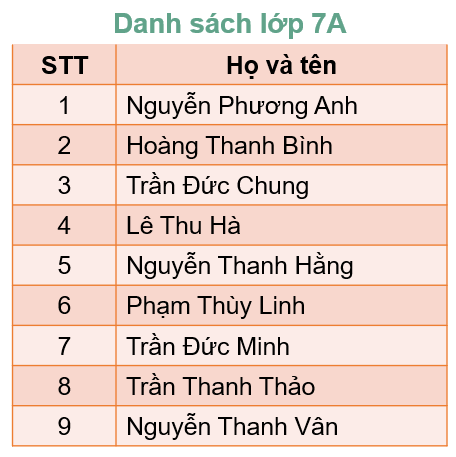 Danh sách lớp 7A
STT Họ và tên
1 Nguyễn Phương Anh
2 Hoàng Thanh Bình
3 Trần Đức Chung
4 Lê Thu Hà
5 Nguyễn Thanh Hằng
6 Phạm Thùy Linh
7 Trần Đức Minh
8 Trần Thanh Thảo
9 Nguyễn Thanh Vân